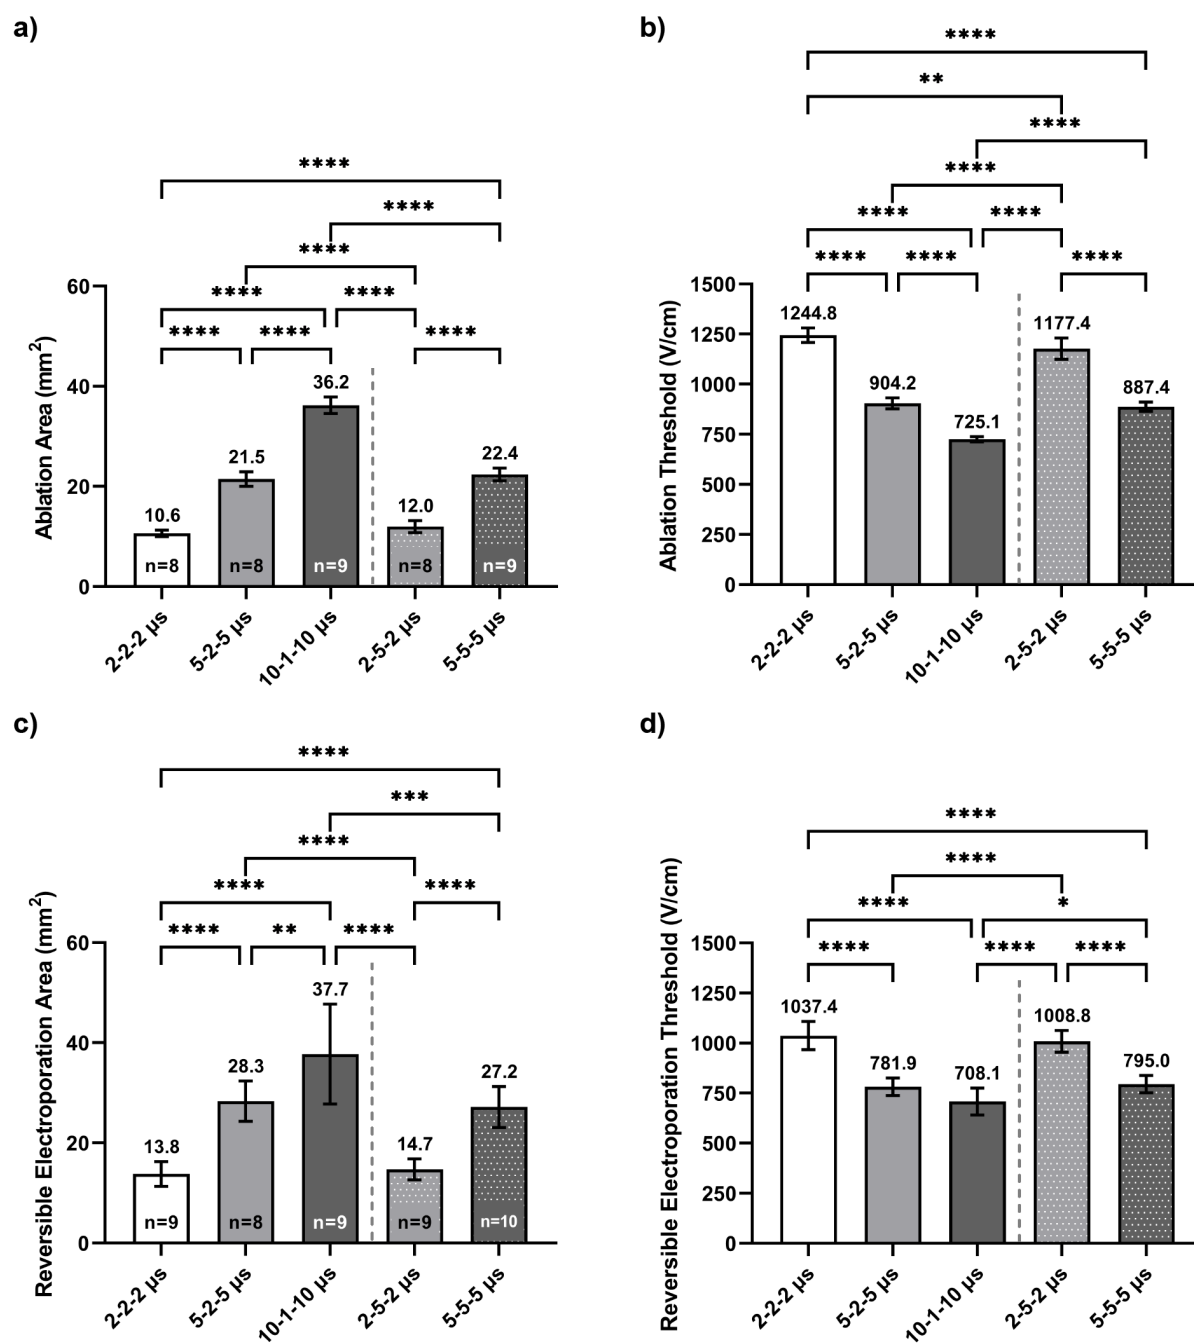 a)
****
****
****
****
****
****
****
****
Ablation Area (mm2)
60
40
20
0
10.6
21.5
36.2
12.0
22.4
n=8
n=8
n=9
n=8
n=9
2-2-2 µs
5-2-5 µs
10-1-10 µs
2-5-2 µs
5-5-5 µs
b)
****
**
****
****
****
****
****
****
****
Ablation Threshold (V/cm)
1500
1250
1000
750
500
250
0
1244.8
904.2
725.1
1177.4
887.4
2-2-2 µs
5-2-5 µs
10-1-10 µs
2-5-2 µs
5-5-5 µs
c)
****
***
****
****
****
****
**
****
Reversible Electroporation Area (mm2)
60
40
20
0
13.8
28.3
37.7
14.7
27.2
n=9
n=8
n=9
n=9
n=10
2-2-2 µs
5-2-5 µs
10-1-10 µs
2-5-2 µs
5-5-5 µs
d)
****
****
****
*
****
****
****
Reversible Electroporation Threshold (V/cm)
1500
1250
1000
750
500
250
0
1037.4
781.9
708.1
1008.8
795.0
2-2-2 µs
5-2-5 µs
10-1-10 µs
2-5-2 µs
5-5-5 µs